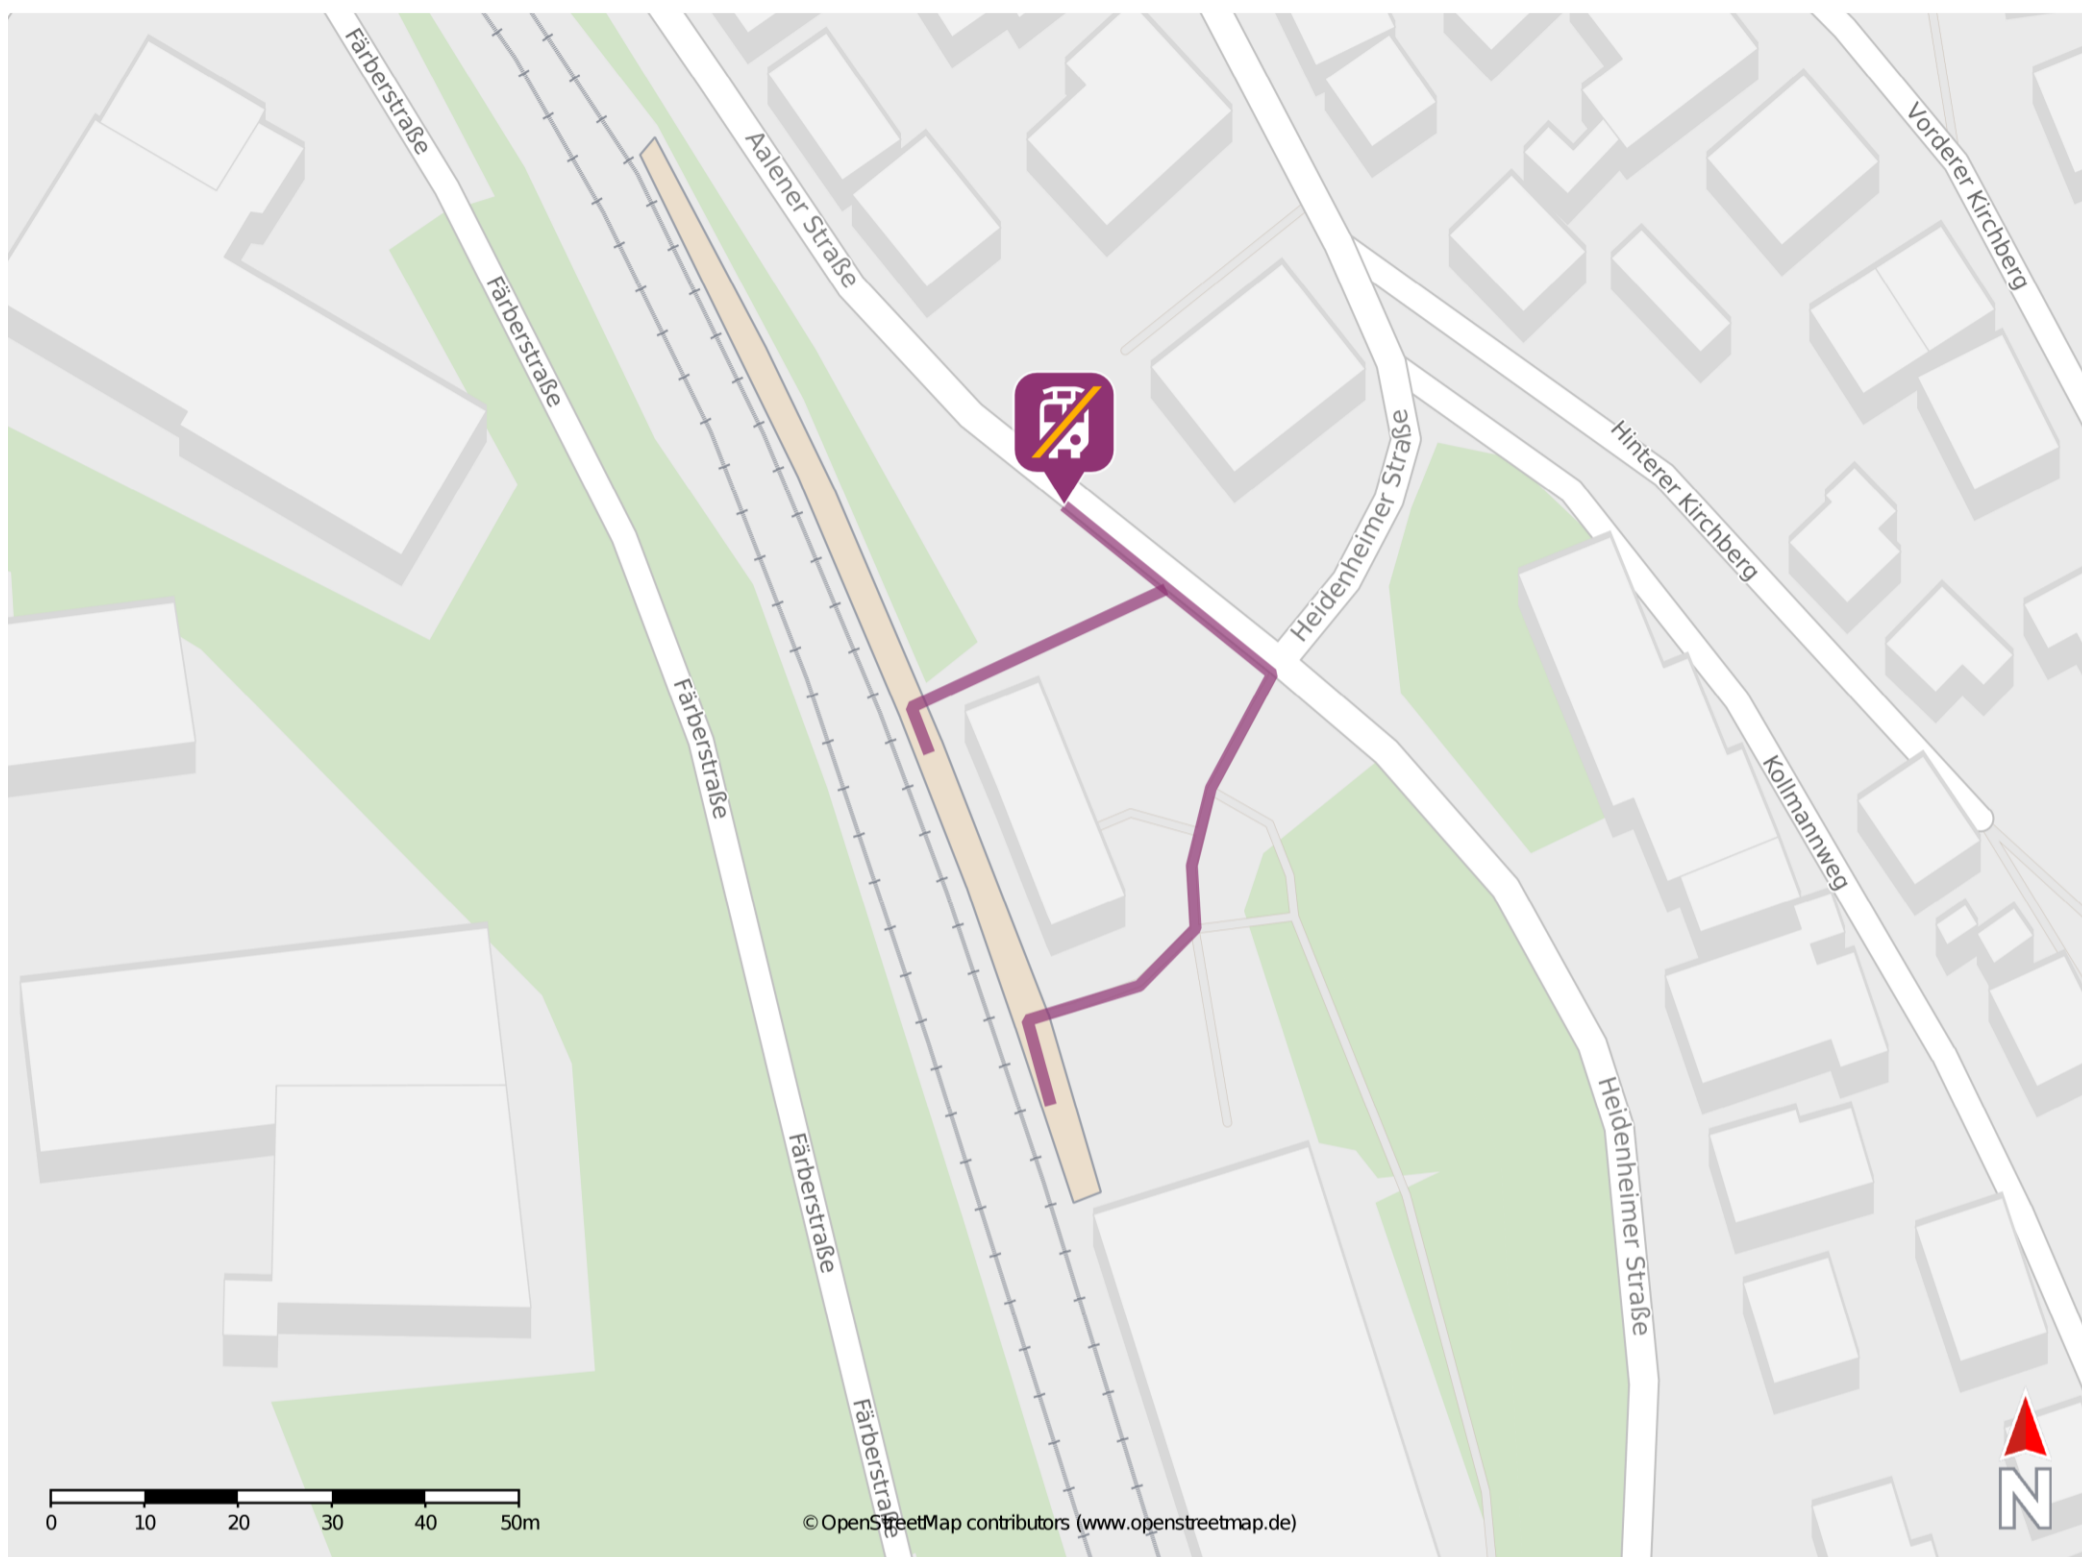 Färberstraße
Aalener Straße
Vorderer Kirchberg
Färberstraße
Heidenheimer Straße
Hinterer Kirchberg
Färberstraße
Kollmannweg
Heidenheimer Straße
Färberstraße
Färberstraße
N
0 10 20 30 40 50m
© OpenStreetMap contributors (www.openstreetmap.de)